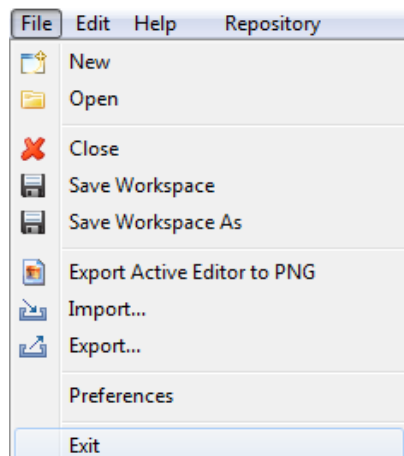 File Edit Help Repository
New
Open
Close
Save Workspace
Save Workspace As
Export Active Editor to PNG
Import...
Export...
Preferences
Exit